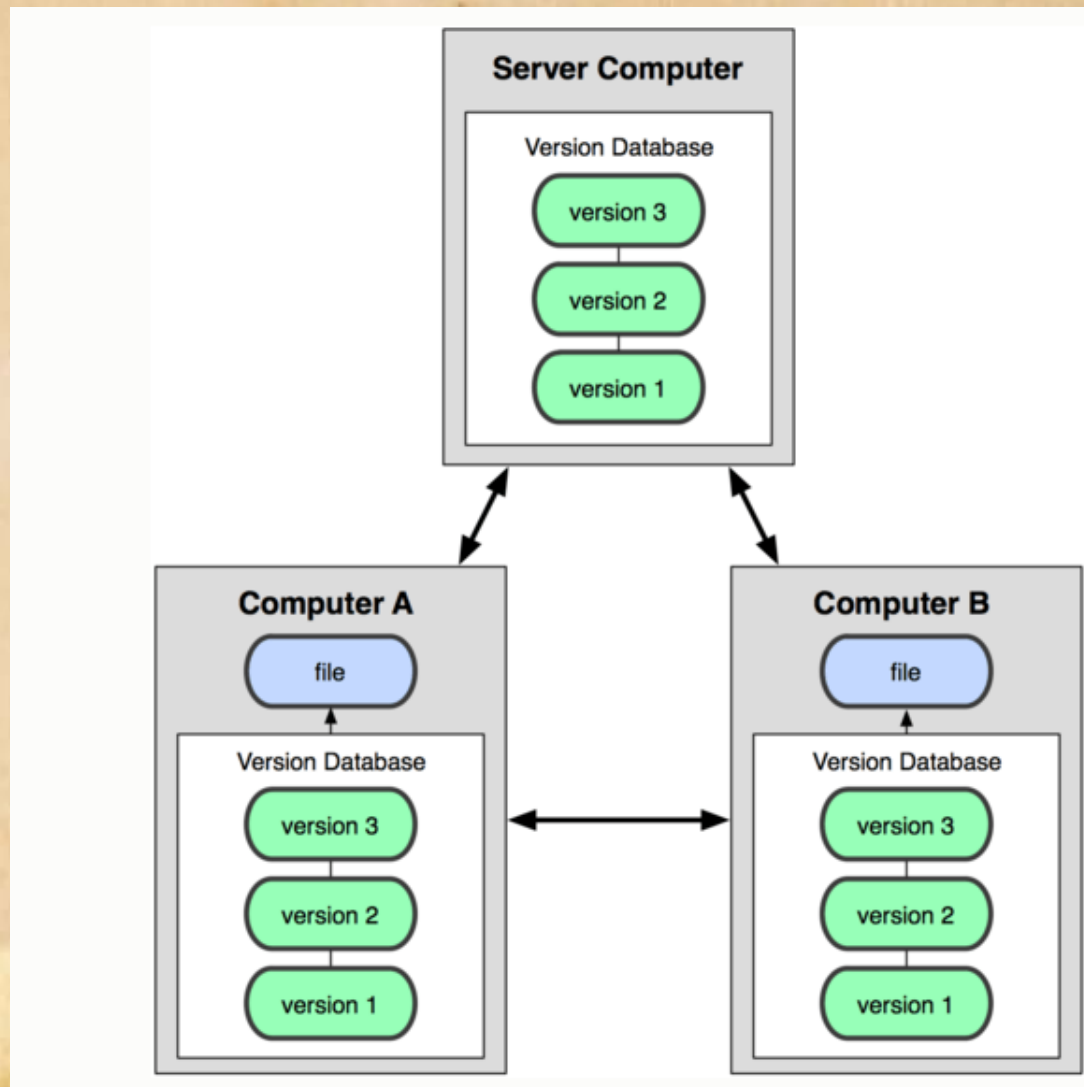 Server Computer
Version Database
version 3
version 2
version 1
Computer A
file
Version Database
version 3
version 2
version 1
Computer B
file
Version Database
version 3
version 2
version 1